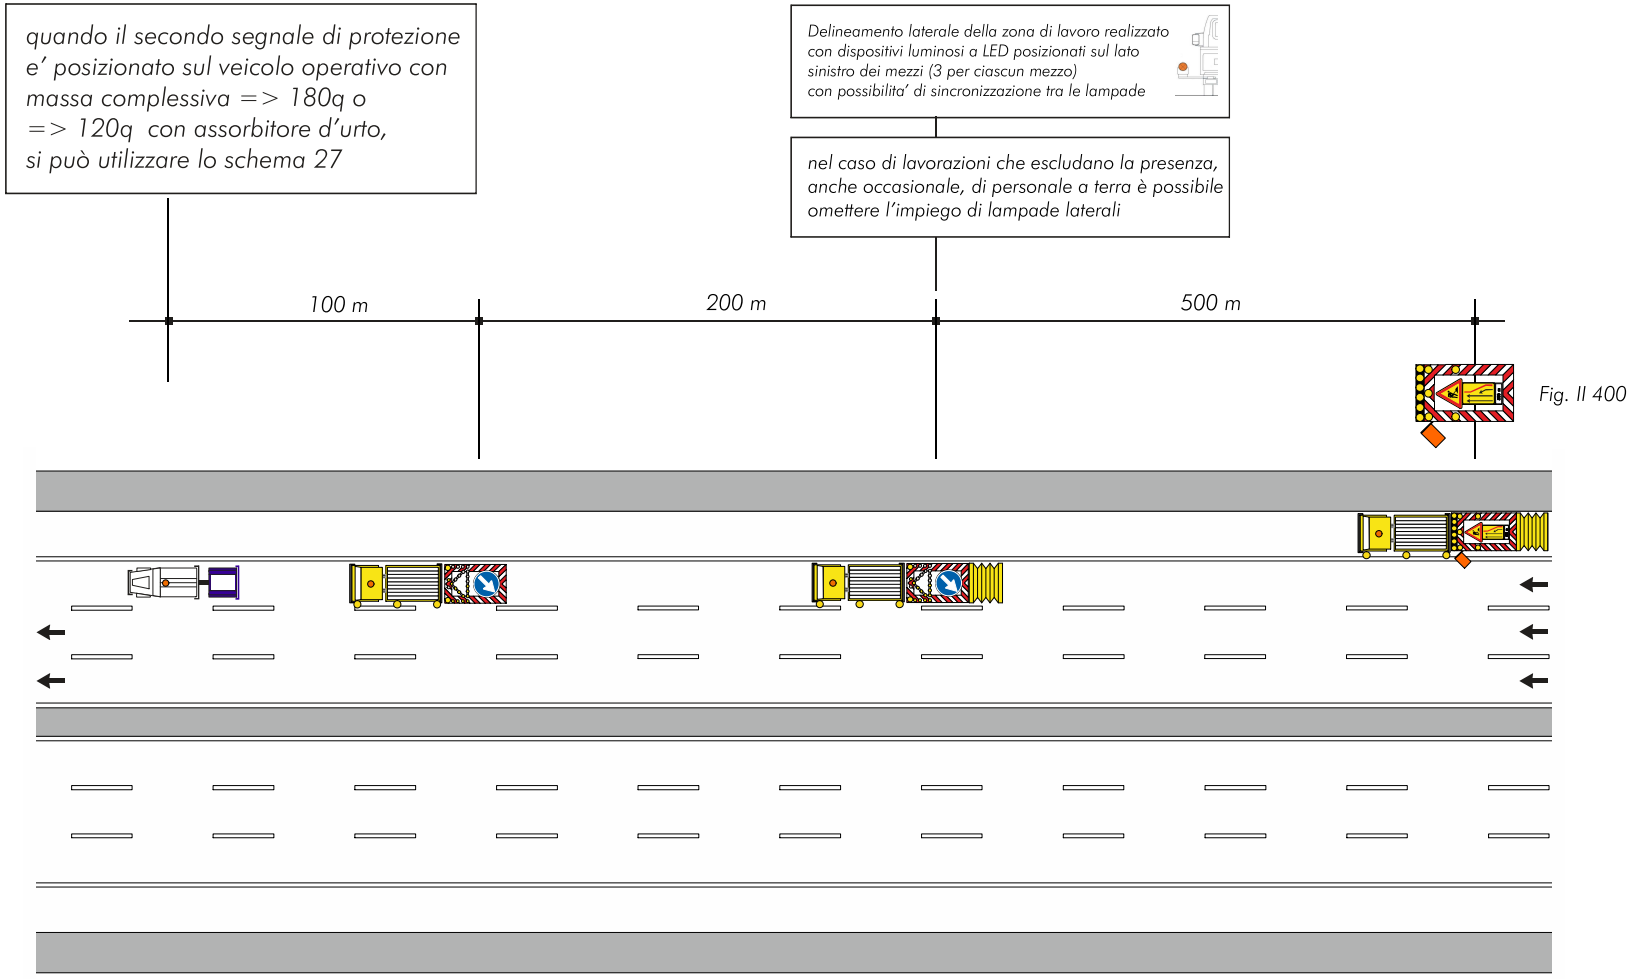 quando il secondo segnale di protezione
e' posizionato sul veicolo operativo con
massa complessiva => 180q o
=> 120q con assorbitore d'urto,
si può utilizzare lo schema 27
Delineamento laterale della zona di lavoro realizzato
con dispositivi luminosi a LED posizionati sul lato
sinistro dei mezzi (3 per ciascun mezzo)
con possibilita' di sincronizzazione tra le lampade
nel caso di lavorazioni che escludano la presenza,
anche occasionale, di personale a terra è possibile
omettere l'impiego di lampade laterali
100 m
200 m
500 m
Fig. II 400